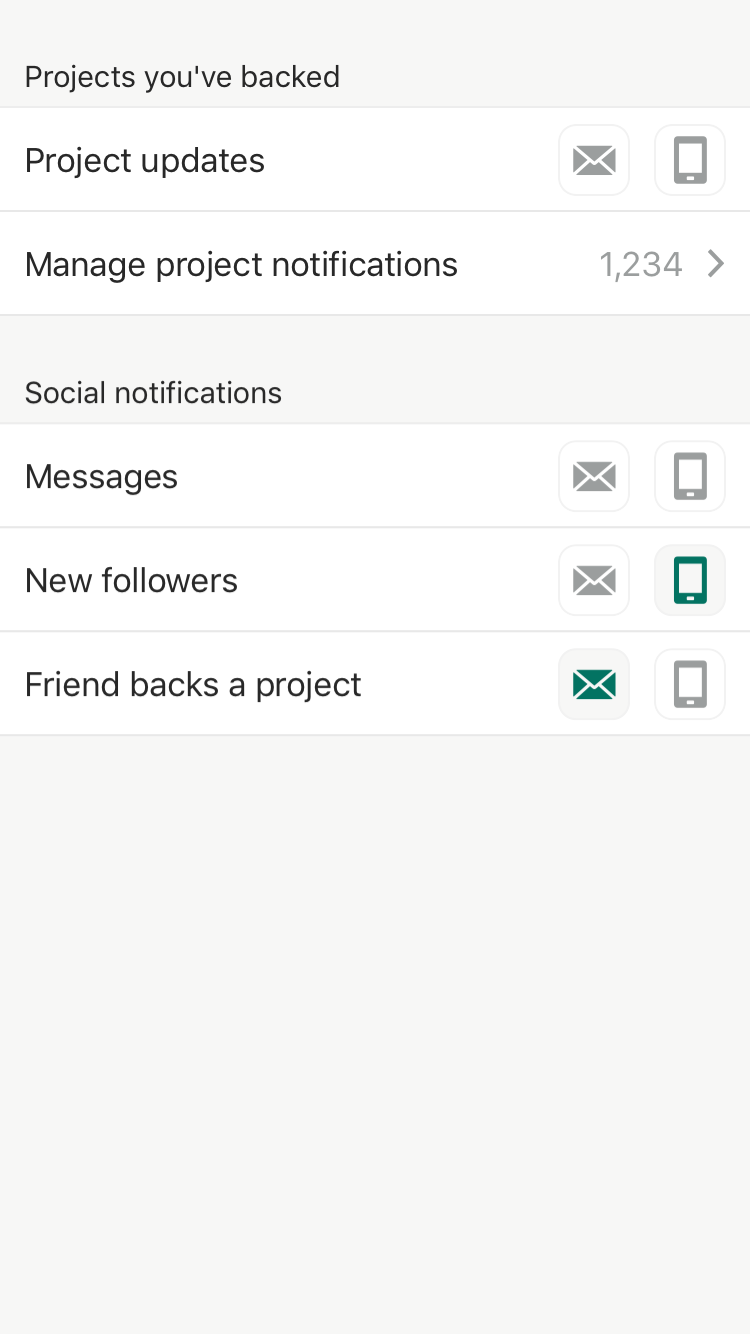 Projects you've backed
Project updates
Manage project notifications 1,234
Social notifications
Messages
New followers
Friend backs a project